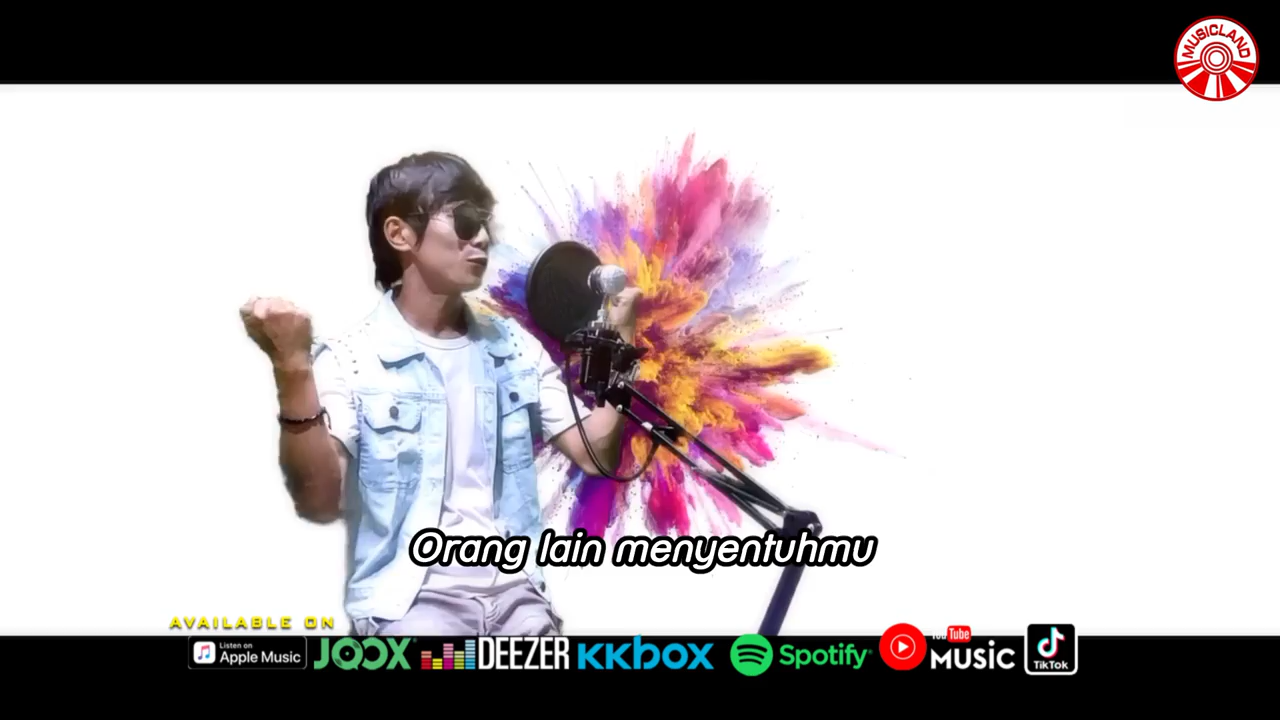 MUSICLAND
Orang lain menyentuhmu
AVAILABLE ON
Listen on
Apple Music
JOOX
DEEZER
KKBOX
Spotify
YouTube
MUSIC
TikTok